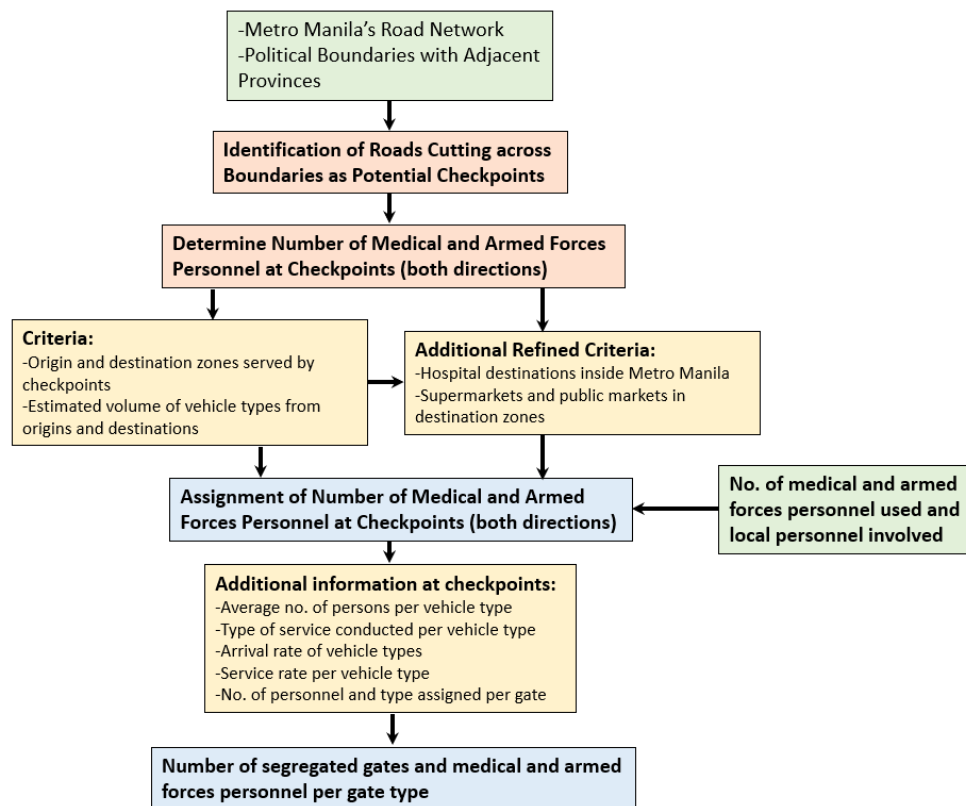 -Metro Manila's Road Network
-Political Boundaries with Adjacent
Provinces
Identification of Roads Cutting across
Boundaries as Potential Checkpoints
Determine Number of Medical and Armed Forces
Personnel at Checkpoints (both directions)
Criteria:
-Origin and destination zones served by
checkpoints
-Estimated volume of vehicle types from
origins and destinations
Additional Refined Criteria:
-Hospital destinations inside Metro Manila
-Supermarkets and public markets in
destination zones
Assignment of Number of Medical and Armed
Forces Personnel at Checkpoints (both directions)
No. of medical and armed
forces personnel used and
local personnel involved
Additional information at checkpoints:
-Average no. of persons per vehicle type
-Type of service conducted per vehicle type
-Arrival rate of vehicle types
-Service rate per vehicle type
-No. of personnel and type assigned per gate
Number of segregated gates and medical and armed
forces personnel per gate type